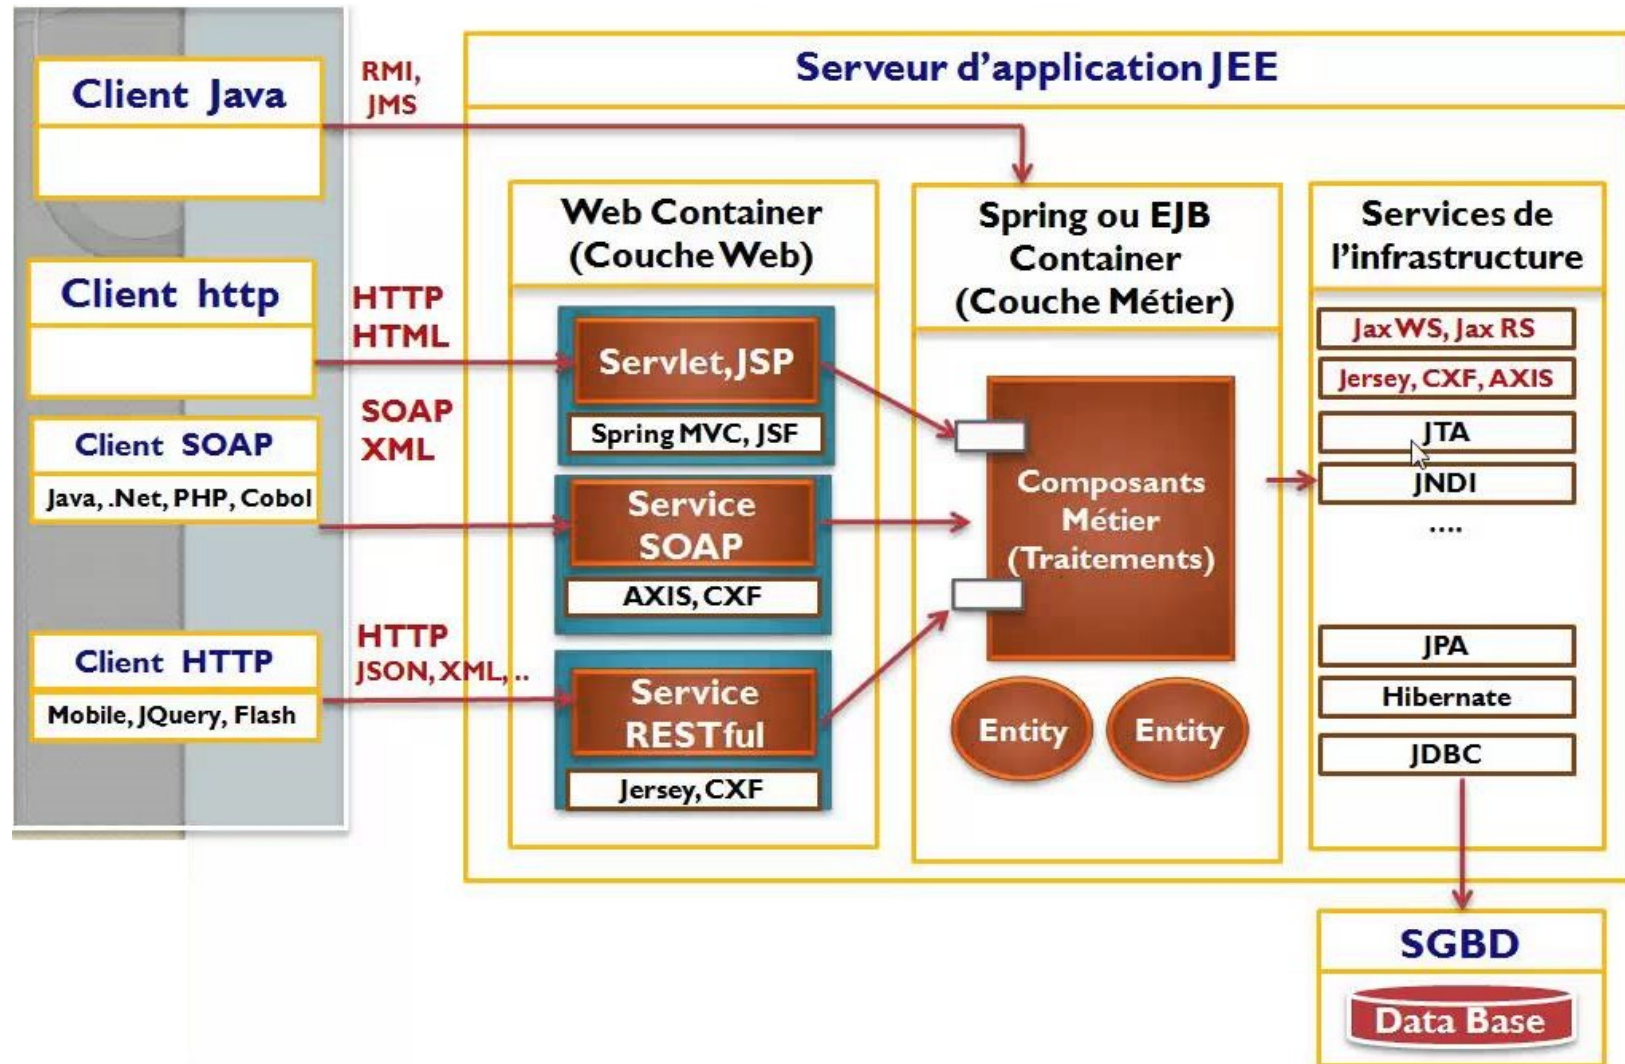 Client Java
RMI,
JMS
Serveur d'application JEE
Client http
HTTP
HTML
Client SOAP
Java, .Net, PHP, Cobol
SOAP
XML
Client HTTP
Mobile, JQuery, Flash
HTTP
JSON, XML, ..
Web Container
(Couche Web)
Servlet, JSP
Spring MVC, JSF
Service
SOAP
AXIS, CXF
Service
RESTful
Jersey, CXF
Spring ou EJB
Container
(Couche Métier)
Composants
Métier
(Traitements)
Entity
Entity
Services de
l'infrastructure
Jax WS, Jax RS
Jersey, CXF, AXIS
JTA
JNDI
....
JPA
Hibernate
JDBC
SGBD
Data Base